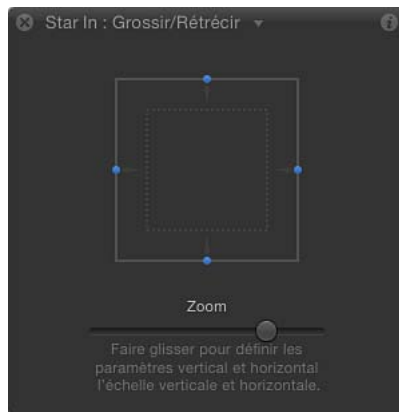 Star In : Grossir/Rétrécir
Zoom
Faire glisser pour définir les
paramètres vertical et horizontal
l'échelle verticale et horizontale.